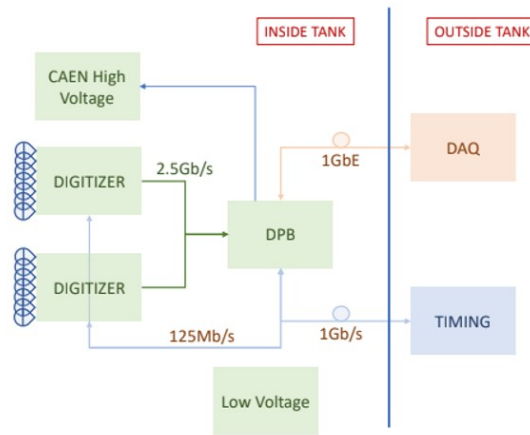 INSIDE TANK
OUTSIDE TANK
CAEN High
Voltage
2.5Gb/s
1GbE
DAQ
DIGITIZER
DPB
DIGITIZER
125Mb/s
1Gb/s
TIMING
Low Voltage